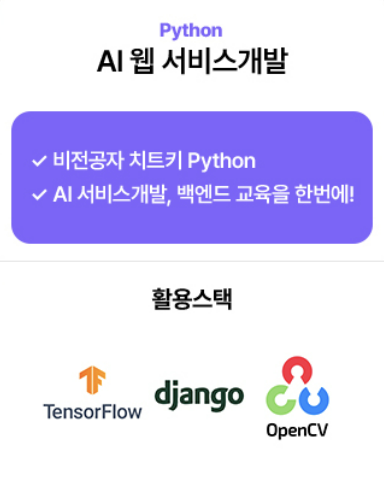 Python
AI 웹 서비스개발
✓ 비전공자 치트키 Python
✓ AI 서비스개발, 백엔드 교육을 한번에!
활용스택
TensorFlow
django
OpenCV